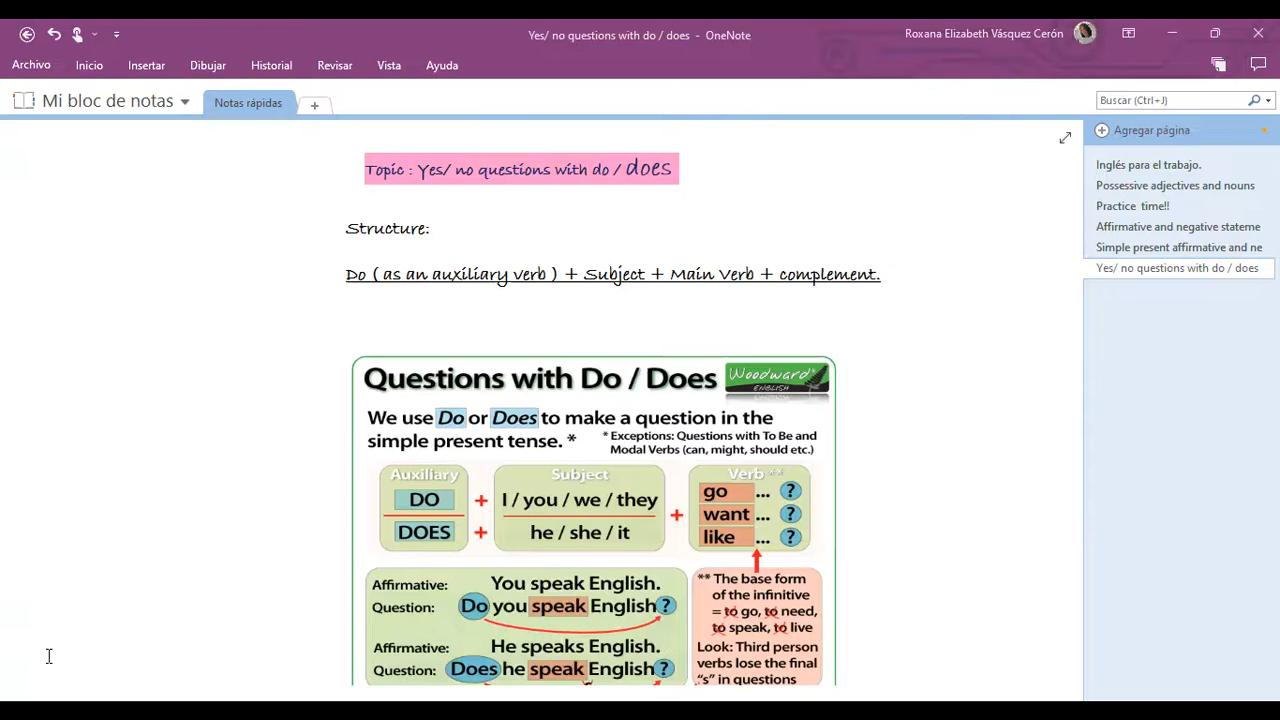 Yes/ no questions with do / does - OneNote
Roxana Elizabeth Vásquez Cerón
Archivo Inicio Insertar Dibujar Historial Revisar Vista Ayuda
Mi bloc de notas Notas rápidas
Buscar (Ctrl+J)
Agregar página
Inglés para el trabajo.
Possessive adjectives and nouns
Practice time!!
Affirmative and negative stateme
Simple present affirmative and ne
Yes/ no questions with do / does
Topic : Yes/ no questions with do / does
Structure:
Do ( as an auxiliary verb ) + Subject + Main Verb + complement.
Questions with Do / Does
Woodward
ENGLISH
We use Do or Does to make a question in the
simple present tense. *
* Exceptions: Questions with To Be and
Modal Verbs (can, might, should etc.)
Auxiliary Subject Verb **
DO + I / you / we / they
DOES + he / she / it
+
go ... ?
want ... ?
like ... ?
Affirmative: You speak English.
Question: Do you speak English ?
Affirmative: He speaks English.
Question: Does he speak English ?
** The base form
of the infinitive
= to go, to need,
to speak, to live
Look: Third person
verbs lose the final
"s" in questions